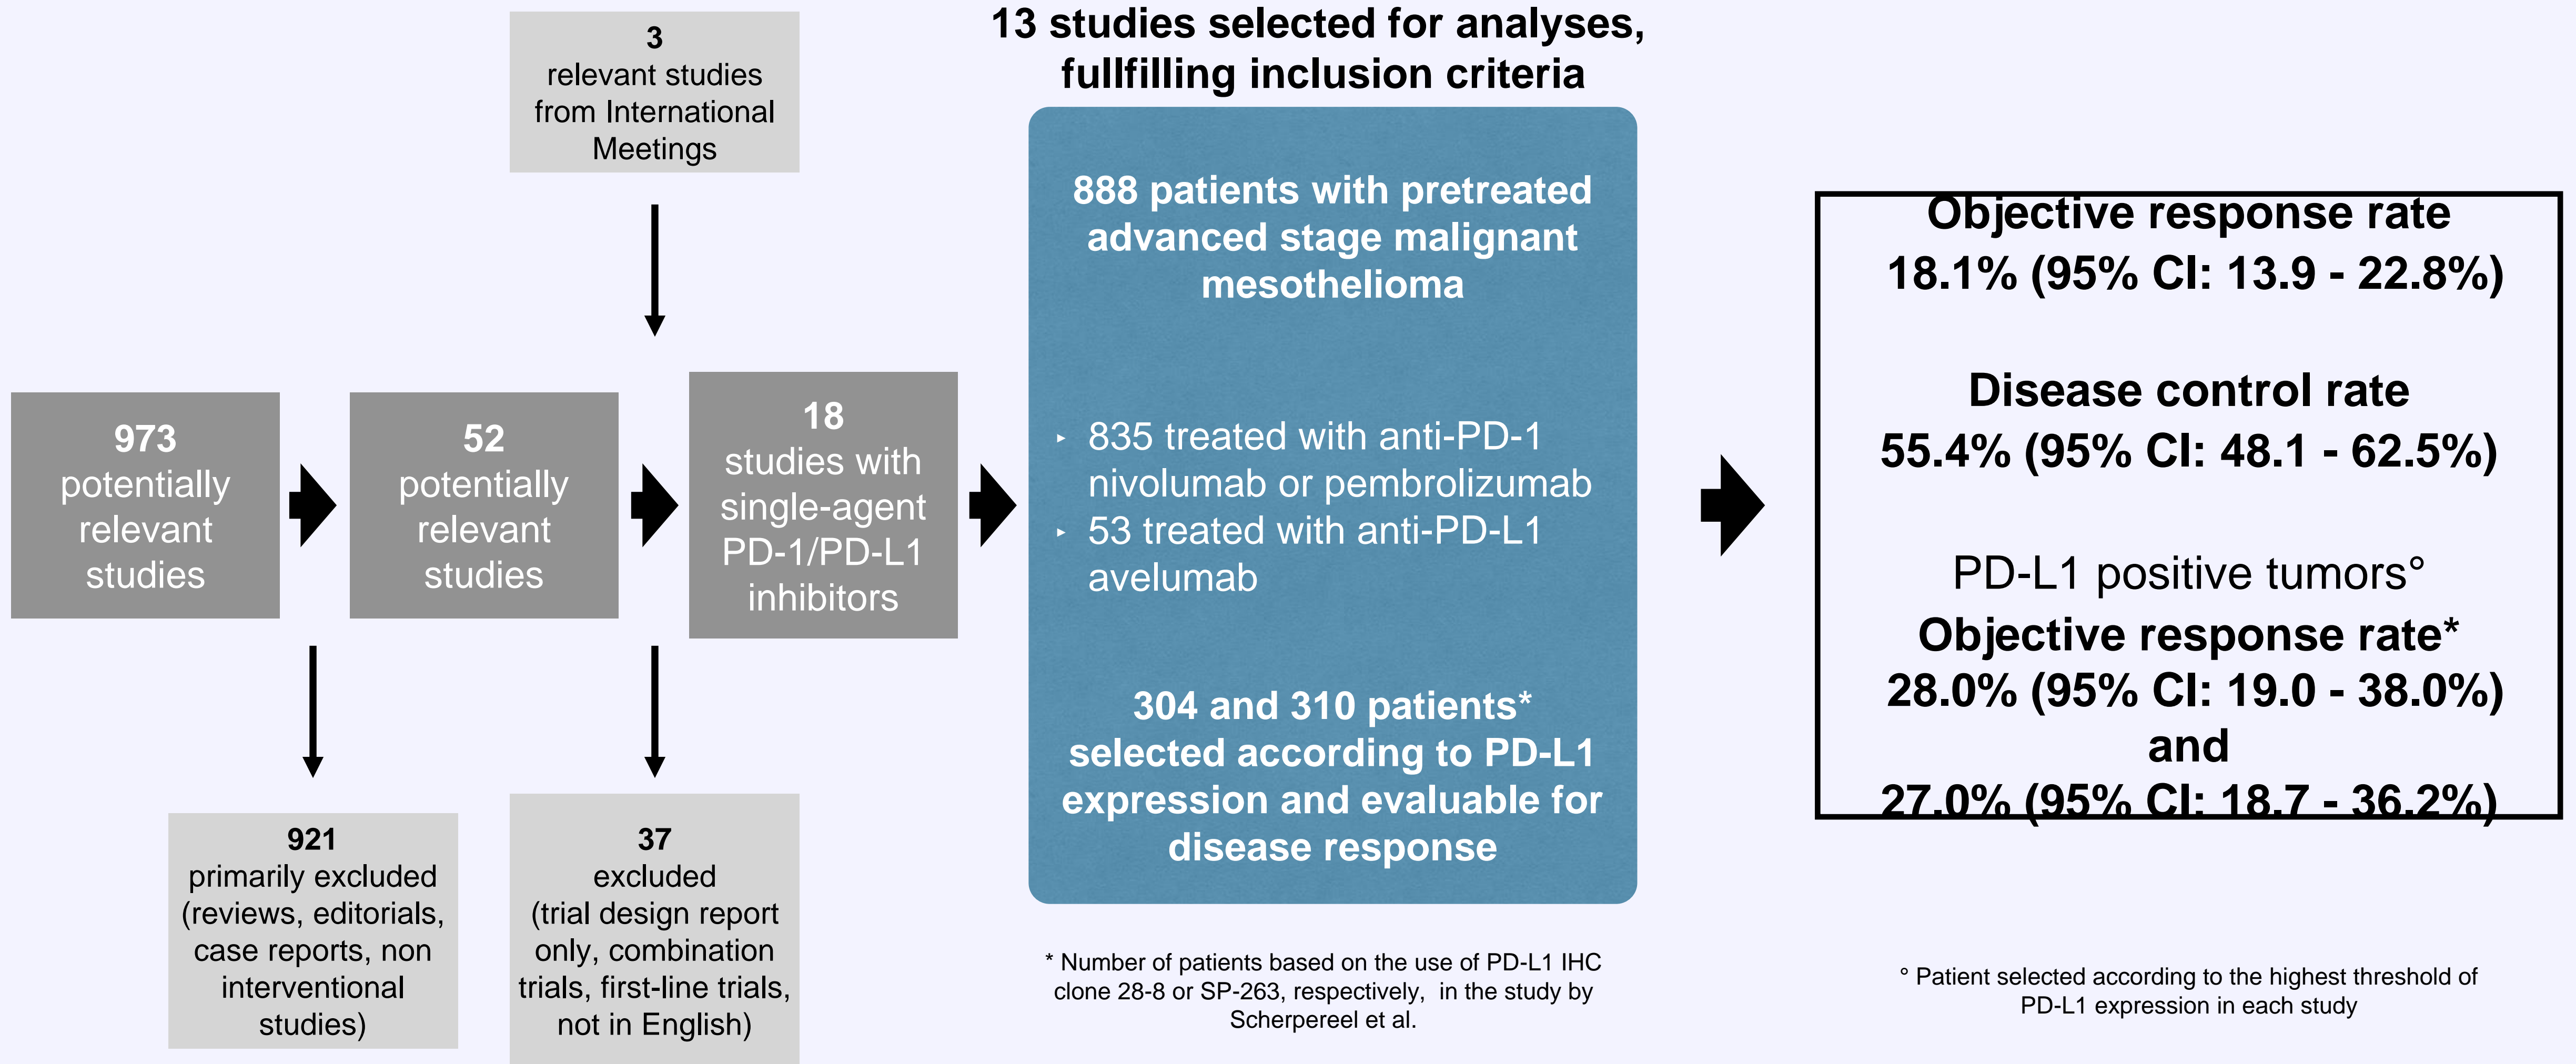 3
relevant studies
from International
Meetings
13 studies selected for analyses,
fullfilling inclusion criteria
973
potentially
relevant
studies
52
potentially
relevant
studies
18
studies with
single-agent
PD-1/PD-L1
inhibitors
921
primarily excluded
(reviews, editorials,
case reports, non
interventional
studies)
37
excluded
(trial design report
only, combination
trials, first-line trials,
not in English)
888 patients with pretreated
advanced stage malignant
mesothelioma
‣ 835 treated with anti-PD-1
nivolumab or pembrolizumab
‣ 53 treated with anti-PD-L1
avelumab
304 and 310 patients*
selected according to PD-L1
expression and evaluable for
disease response
* Number of patients based on the use of PD-L1 IHC
clone 28-8 or SP-263, respectively, in the study by
Scherpereel et al.
Objective response rate
18.1% (95% CI: 13.9 - 22.8%)
Disease control rate
55.4% (95% CI: 48.1 - 62.5%)
PD-L1 positive tumors°
Objective response rate*
28.0% (95% CI: 19.0 - 38.0%)
and
27.0% (95% CI: 18.7 - 36.2%)
° Patient selected according to the highest threshold of
PD-L1 expression in each study